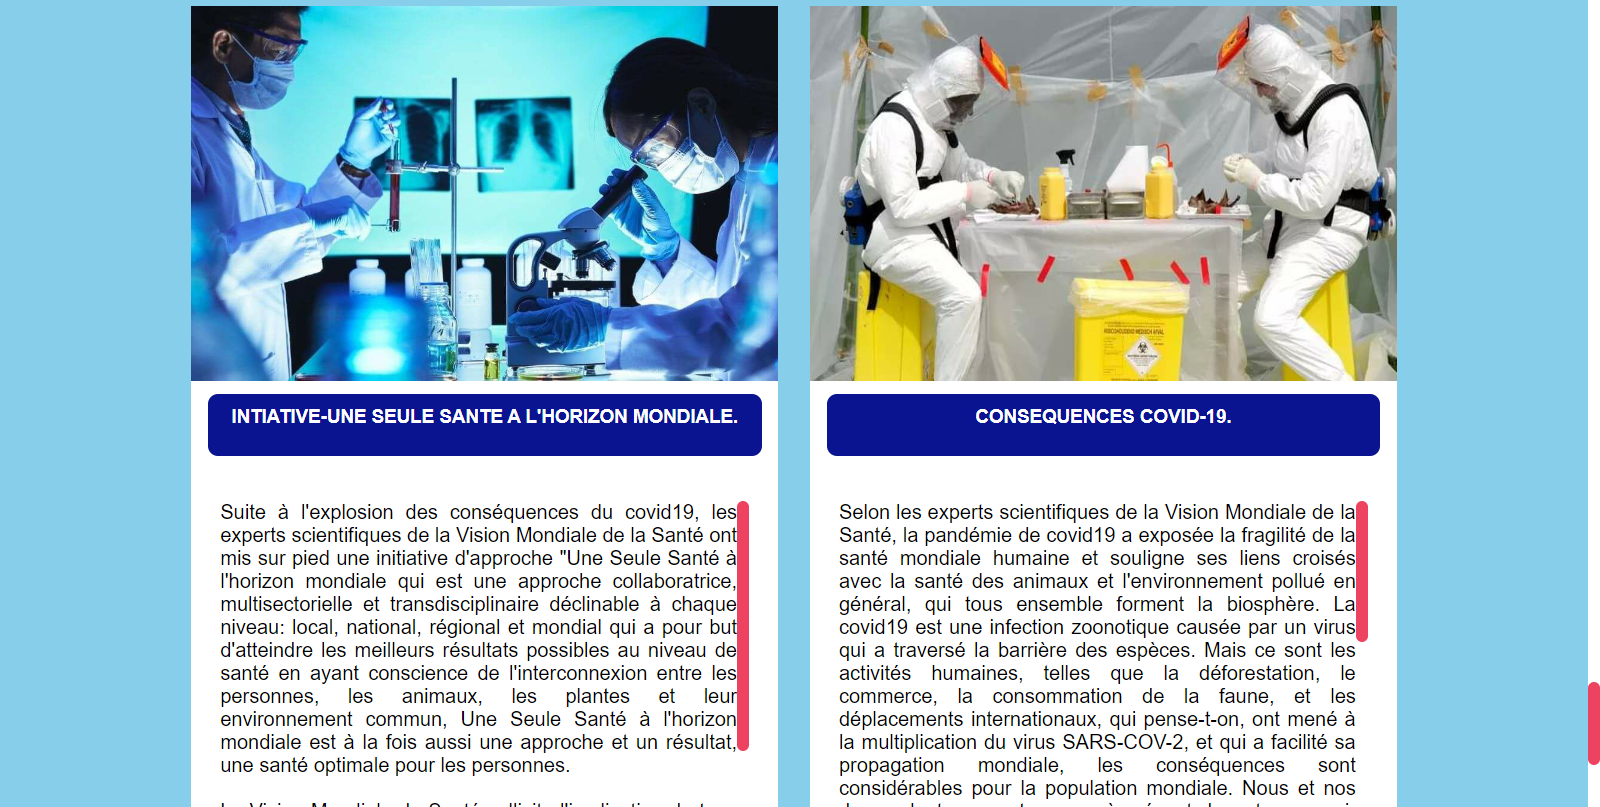 INTIATIVE-UNE SEULE SANTE A L'HORIZON MONDIALE.
Suite à l'explosion des conséquences du covid19, les
experts scientifiques de la Vision Mondiale de la Santé ont
mis sur pied une initiative d'approche "Une Seule Santé à
l'horizon mondiale qui est une approche collaboratrice,
multisectorielle et transdisciplinaire déclinable à chaque
niveau: local, national, régional et mondial qui a pour but
d'atteindre les meilleurs résultats possibles au niveau de
santé en ayant conscience de l'interconnexion entre les
personnes, les animaux, les plantes et leur
environnement commun, Une Seule Santé à l'horizon
mondiale est à la fois aussi une approche et un résultat,
une santé optimale pour les personnes.
CONSEQUENCES COVID-19.
Selon les experts scientifiques de la Vision Mondiale de la
Santé, la pandémie de covid19 a exposée la fragilité de la
santé mondiale humaine et souligne ses liens croisés
avec la santé des animaux et l'environnement pollué en
général, qui tous ensemble forment la biosphère. La
covid19 est une infection zoonotique causée par un virus
qui a traversé la barrière des espèces. Mais ce sont les
activités humaines, telles que la déforestation, le
commerce, la consommation de la faune, et les
déplacements internationaux, qui pense-t-on, ont mené à
la multiplication du virus SARS-COV-2, et qui a facilité sa
propagation mondiale, les conséquences sont
considérables pour la population mondiale. Nous et nos